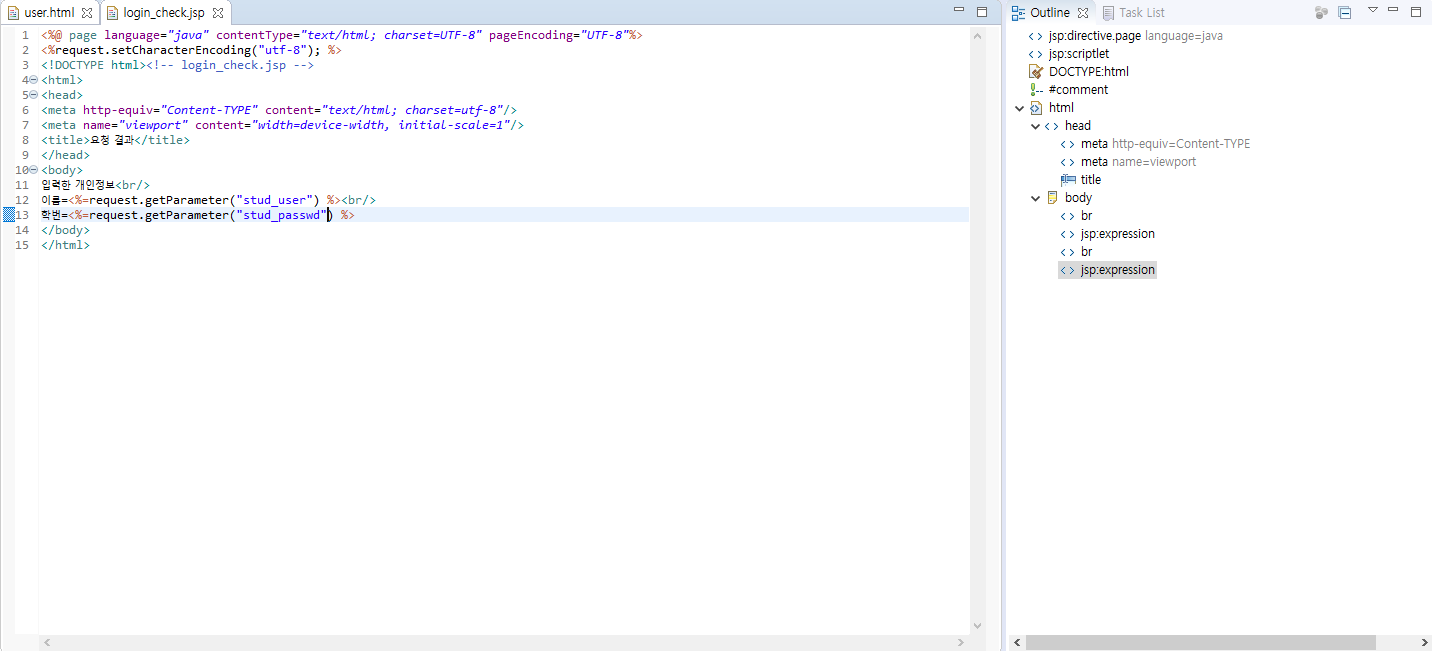 user.html
login_check.jsp
1 <%@ page language="java" contentType="text/html; charset=UTF-8" pageEncoding="UTF-8"%>
2 <%request.setCharacterEncoding("utf-8"); %>
3 <!DOCTYPE html><!-- login_check.jsp -->
4 <html>
5 <head>
6 <meta http-equiv="Content-TYPE" content="text/html; charset=utf-8"/>
7 <meta name="viewport" content="width=device-width, initial-scale=1"/>
8 <title>요청 결과</title>
9 </head>
10 <body>
11 입력한 개인정보<br/>
12 이름=<%=request.getParameter("stud_user") %><br/>
13 학번=<%=request.getParameter("stud_passwd") %>
14 </body>
15 </html>
Outline
Task List
jsp:directive.page language=java
jsp:scriptlet
DOCTYPE:html
#comment
html
head
meta http-equiv=Content-TYPE
meta name=viewport
title
body
br
jsp:expression
br
jsp:expression